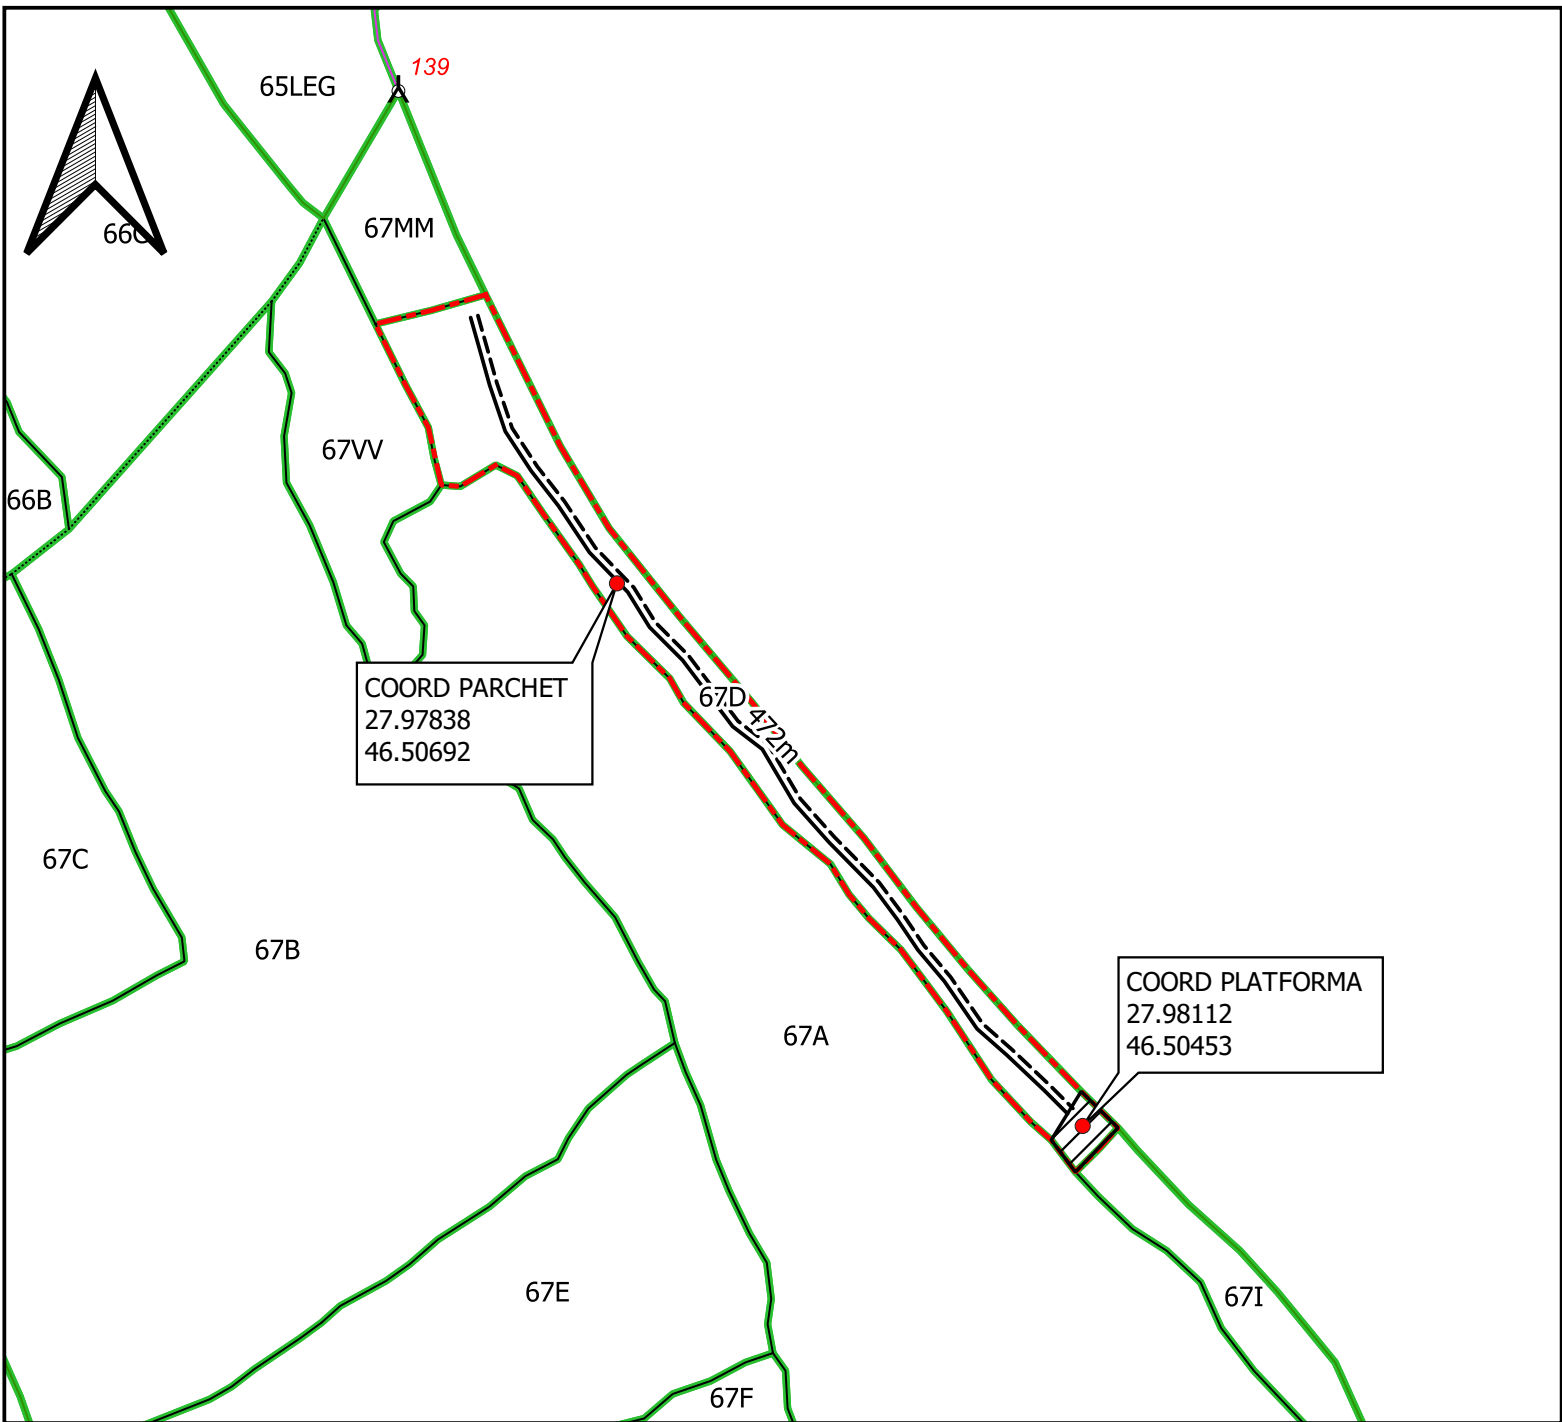 139
65LEG
67MM
66C
67VV
66B
COORD PARCHET
27.97838
46.50692
67D
472m
67C
67B
COORD PLATFORMA
27.98112
46.50453
67A
67E
67I
67F